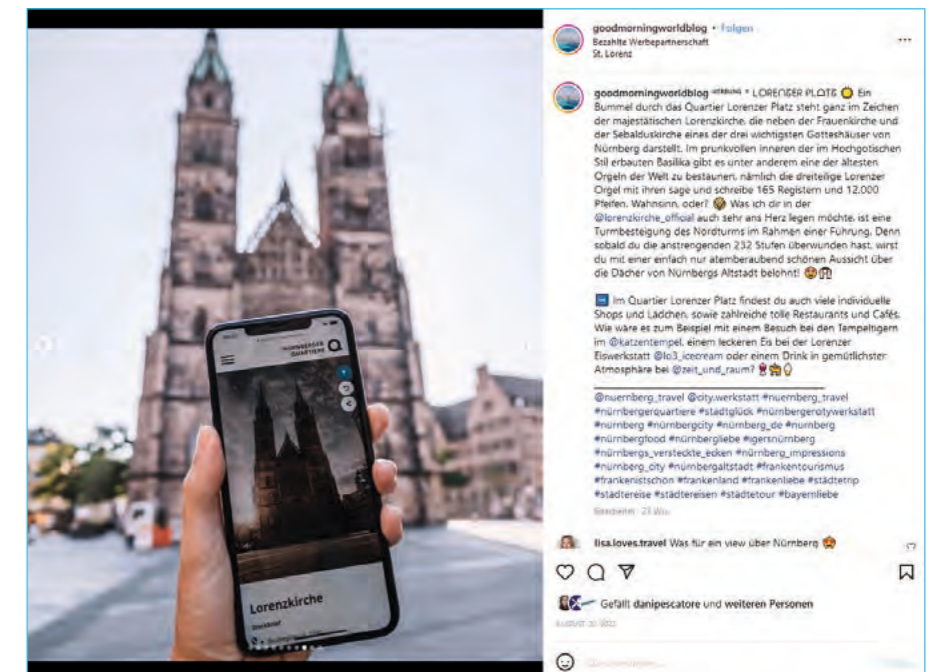 goodmorningworldblog • Folgen
Bezahlte Werbepartnerschaft
St. Lorenz
goodmorningworldblog ᵂᴱᴿᴮᵁᴺᴳ • LORENZER PLATZ 🌞 Ein
Bummel durch das Quartier Lorenzer Platz steht ganz im Zeichen
der majestätischen Lorenzkirche, die neben der Frauenkirche und
der Sebalduskirche eines der drei wichtigsten Gotteshäuser von
Nürnberg darstellt. Im prunkvollen Inneren der im Hochgotischen
Stil erbauten Basilika gibt es unter anderem eine der ältesten
Orgeln der Welt zu bestaunen, nämlich die dreiteilige Lorenzer
Orgel mit ihren sage und schreibe 165 Registern und 12.000
Pfeifen. Wahnsinn, oder? Was ich dir in der
@lorenzkirche_official auch sehr ans Herz legen möchte, ist eine
Turmbesteigung des Nordturms im Rahmen einer Führung. Denn
sobald du die anstrengenden 232 Stufen überwunden hast, wirst
du mit einer einfach nur atemberaubend schönen Aussicht über
die Dächer von Nürnbergs Altstadt belohnt!
Im Quartier Lorenzer Platz findest du auch viele individuelle
Shops und Lädchen, sowie zahlreiche tolle Restaurants und Cafés.
Wie wäre es zum Beispiel mit einem Besuch bei den Tempeltigern
im @katzentempel, einem leckeren Eis bei der Lorenzer
Eiswerkstatt @lo3_icecream oder einem Drink in gemütlichster
Atmosphäre bei @zeit_und_raum?
@nuernberg_travel @city.werkstatt #nuernberg_travel
#nürnbergerquartiere #stadtglück #nürnbergercitywerkstatt
#nürnberg #nürnbergcity #nürnberg_de #nurnberg
#nürnbergfood #nürnbergliebe #igersnürnberg
#nürnbergs_versteckte_ecken #nürnberg_impressions
#nürnberg_city #nürnbergaltstadt #frankentourismus
#frankenistschön #frankenland #frankenliebe #städtetrip
#städtereise #städtereisen #städtetour #bayernliebe
Bearbeitet
lisa.loves.travel Was für ein view über Nürnberg
Gefällt danipescatore und weiteren Personen
NÜRNBERGER
QUARTIERE
Lorenzkirche
Steckbrief